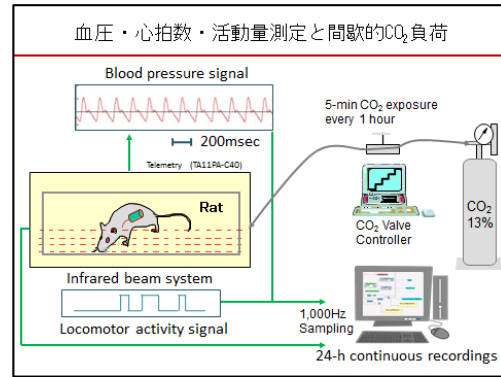 血圧・心拍数・活動量測定と間歇的CO₂負荷
Blood pressure signal
200msec
Telemetry (TA11PA-C40)
5-min CO₂ exposure
every 1 hour
Rat
CO₂ Valve
Controller
CO₂
13%
Infrared beam system
Locomotor activity signal
1,000Hz
Sampling
24-h continuous recordings